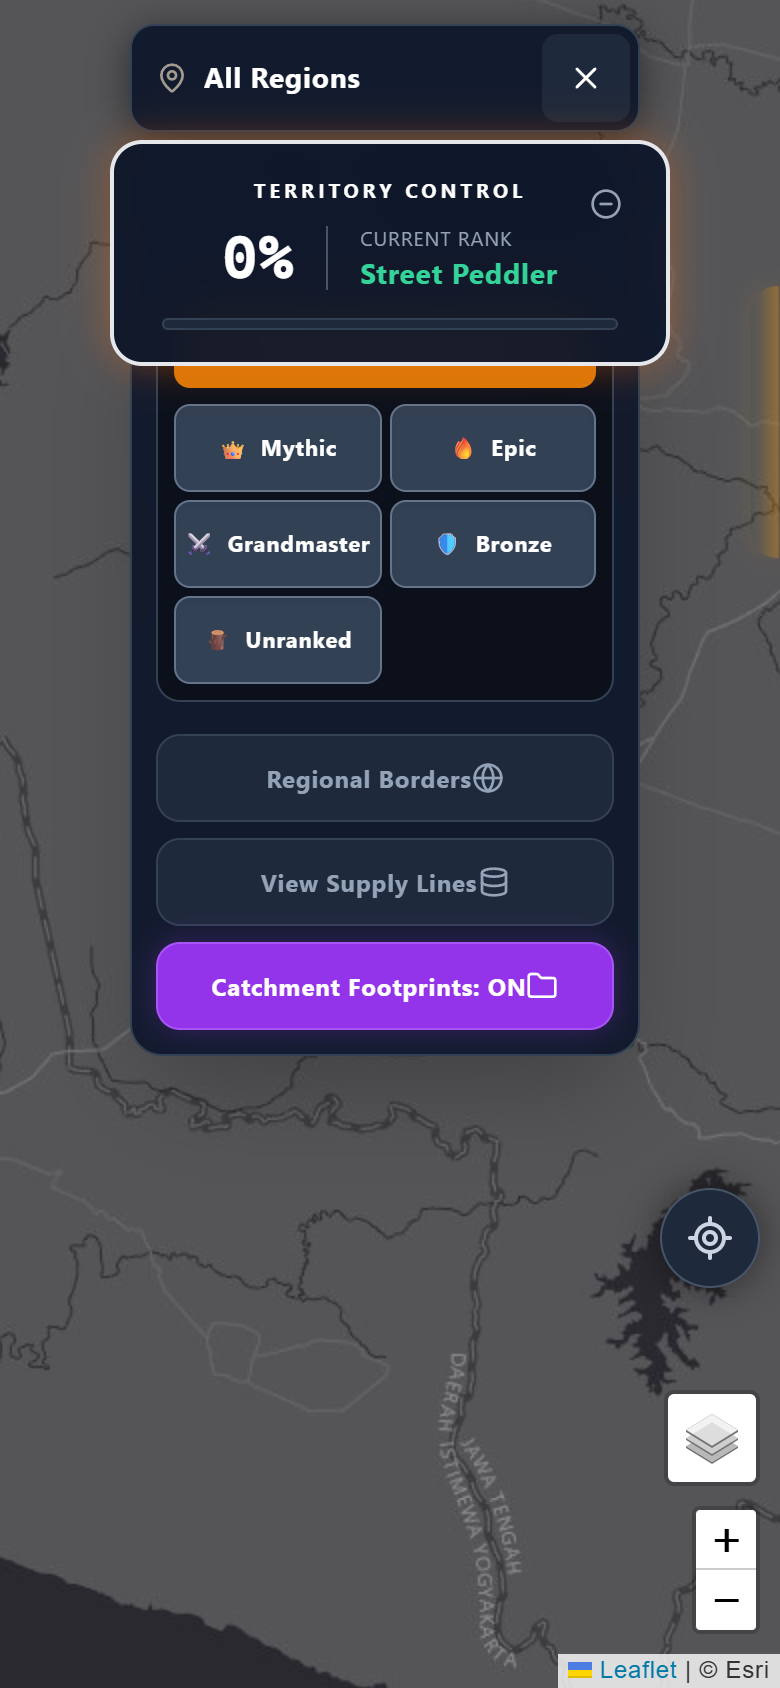 All Regions
TERRITORY CONTROL
0%
CURRENT RANK
Street Peddler
Mythic
Epic
Grandmaster
Bronze
Unranked
Regional Borders
View Supply Lines
Catchment Footprints: ON
JAWA TENGAH
DAERAH ISTIMEWA YOGYAKARTA
+
−
Leaflet | © Esri